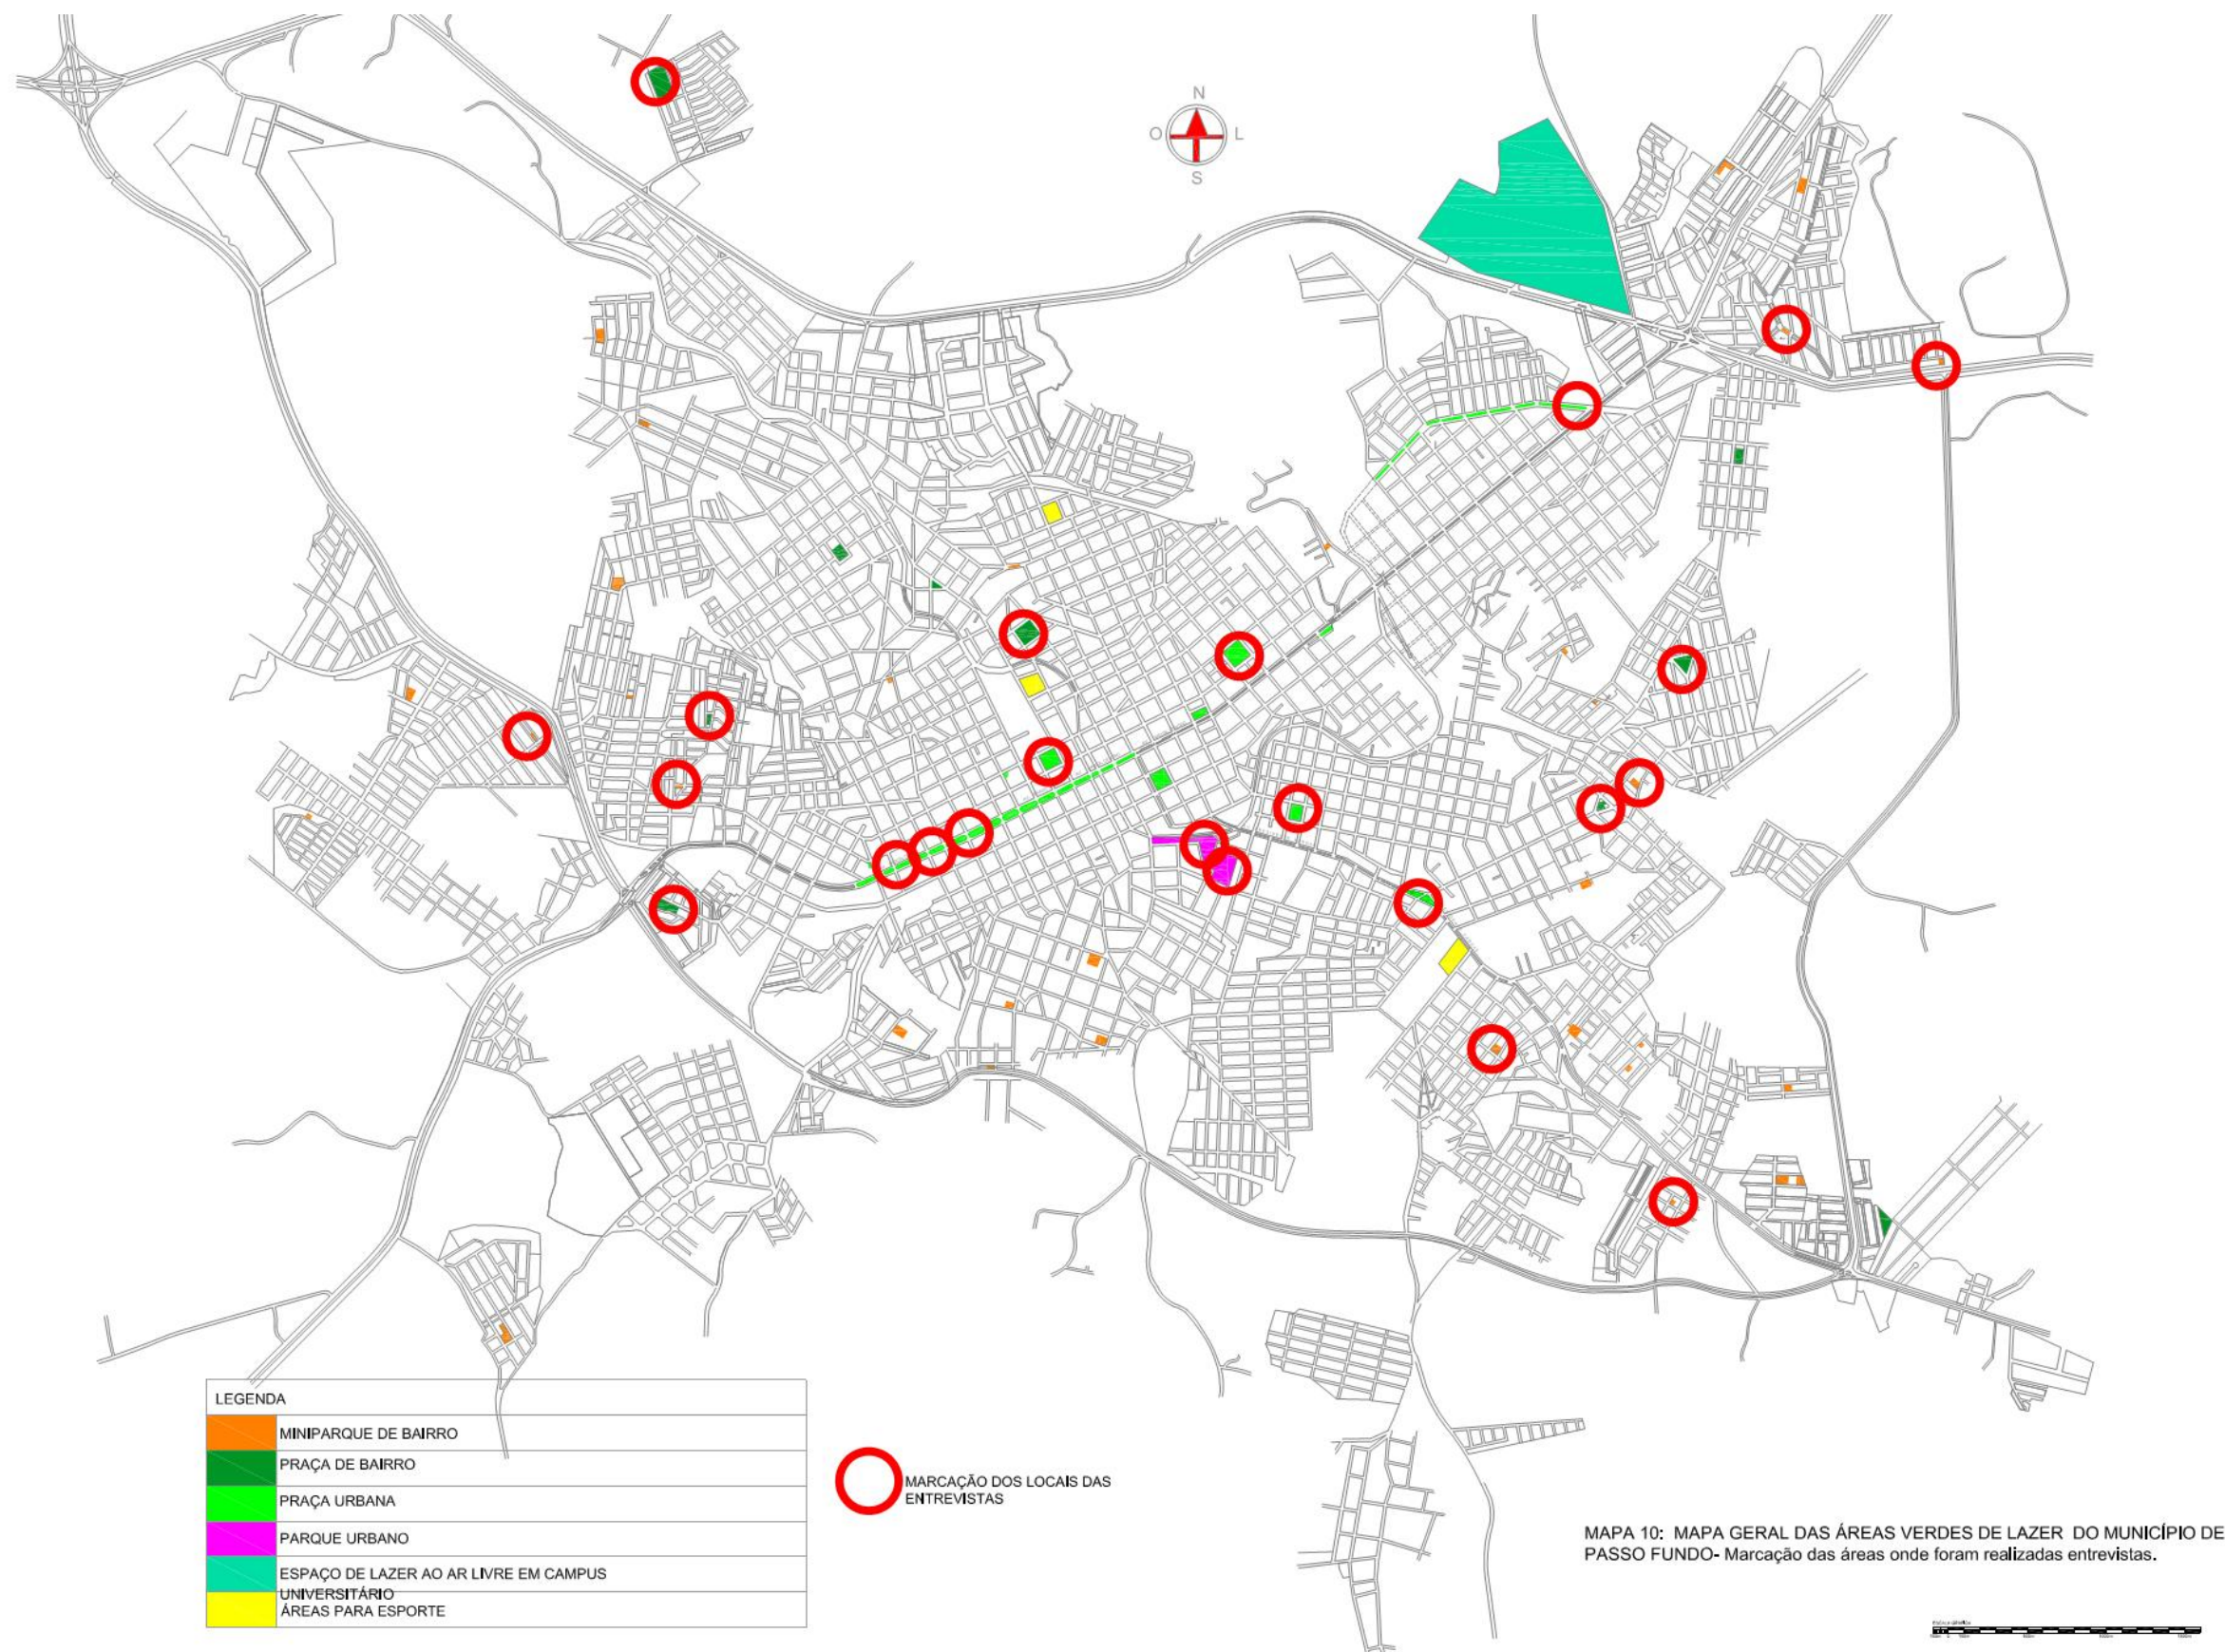 N
O
L
S
LEGENDA
MINIPARQUE DE BAIRRO
PRAÇA DE BAIRRO
PRAÇA URBANA
PARQUE URBANO
ESPAÇO DE LAZER AO AR LIVRE EM CAMPUS
UNIVERSITÁRIO
ÁREAS PARA ESPORTE
MARCAÇÃO DOS LOCAIS DAS
ENTREVISTAS
MAPA 10: MAPA GERAL DAS ÁREAS VERDES DE LAZER DO MUNICÍPIO DE
PASSO FUNDO- Marcação das áreas onde foram realizadas entrevistas.